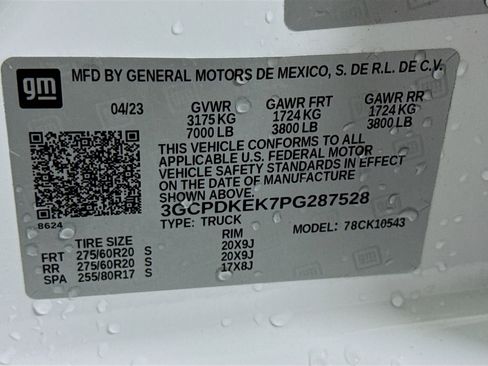 gm
MFD BY GENERAL MOTORS DE MEXICO, S. DE R.L. DE C.V.
04/23 GVWR GAWR FRT GAWR RR
3175 KG 1724 KG 1724 KG
7000 LB 3800 LB 3800 LB
THIS VEHICLE CONFORMS TO ALL
APPLICABLE U.S. FEDERAL MOTOR
VEHICLE SAFETY STANDARDS IN EFFECT
ON THE DATE OF MANUFACTURE
SHOWN ABOVE.
3GCPDKEK7PG287528
8624
TYPE: TRUCK MODEL: 78CK10543
TIRE SIZE RIM
FRT 275/60R20 S 20X9J
RR 275/60R20 S 20X9J
SPA 255/80R17 S 17X8J